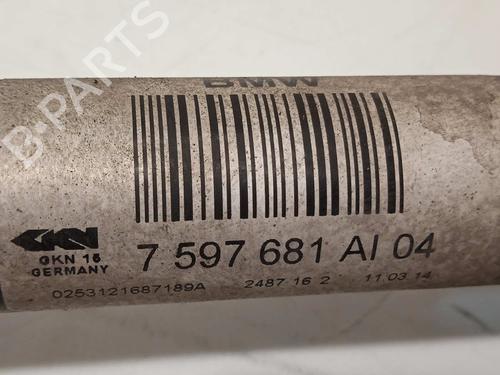 B-PARTS
BMW
GKN
7 597 681 AI 04
GKN 16
GERMANY
0253121687189A 2487 16 2 11.03.14